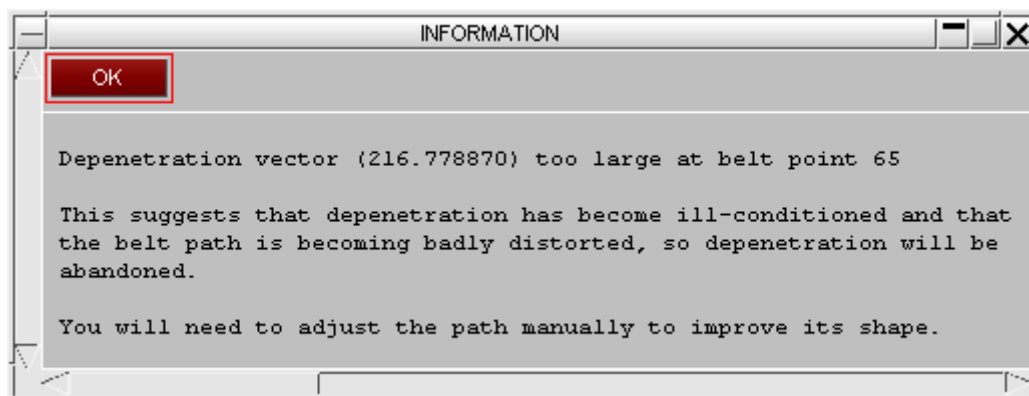 INFORMATION
OK
Depenetration vector (216.778870) too large at belt point 65
This suggests that depenetration has become ill-conditioned and that
the belt path is becoming badly distorted, so depenetration will be
abandoned.
You will need to adjust the path manually to improve its shape.